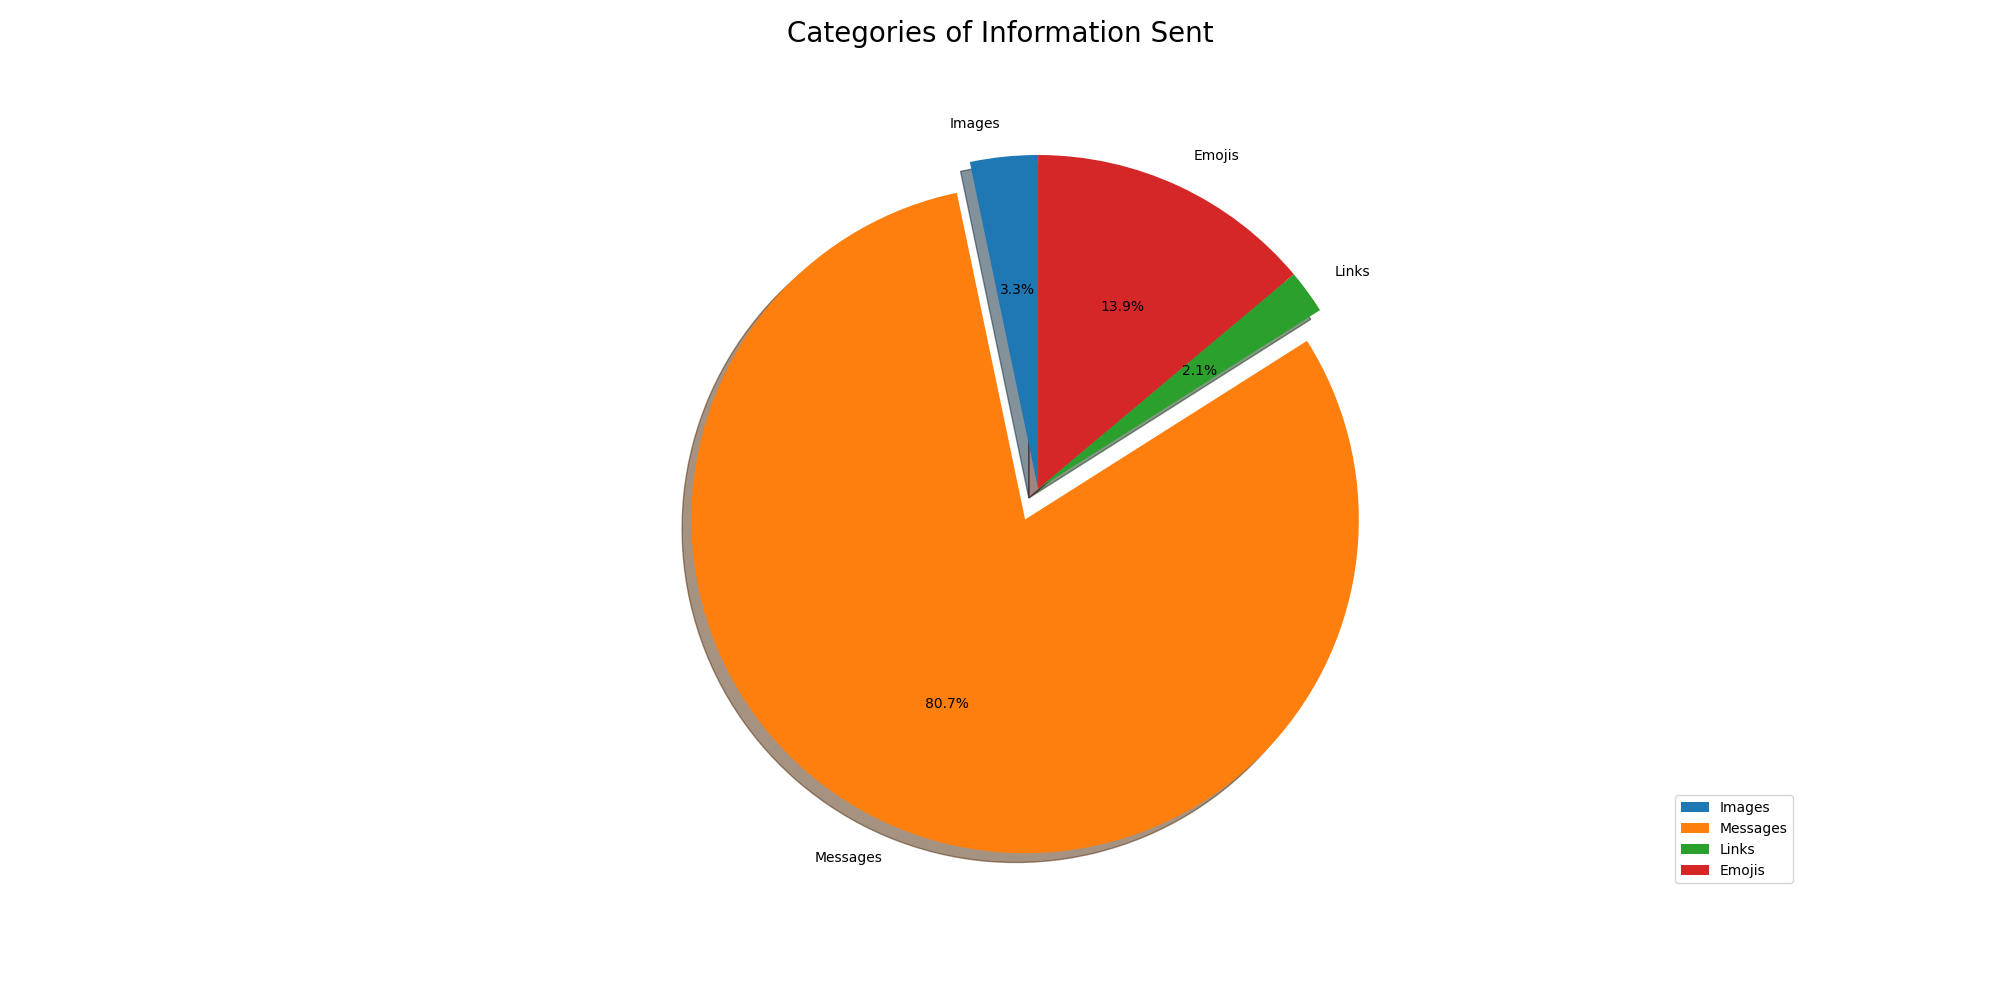 Categories of Information Sent
Images
Emojis
Links
3.3%
13.9%
2.1%
80.7%
Messages
Images
Messages
Links
Emojis